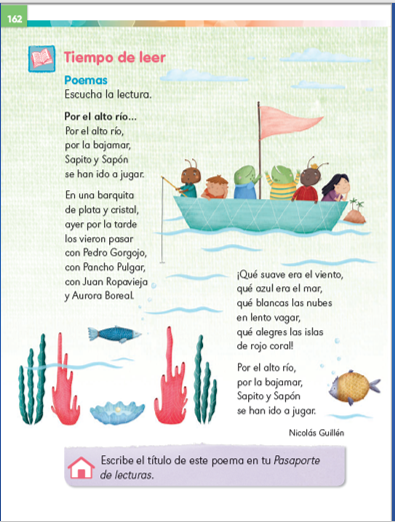 162
Tiempo de leer
Poemas
Escucha la lectura.
Por el alto río...
Por el alto río,
por la bajamar,
Sapito y Sapón
se han ido a jugar.
En una barquita
de plata y cristal,
ayer por la tarde
los vieron pasar
con Pedro Gorgojo,
con Pancho Pulgar,
con Juan Ropavieja
y Aurora Boreal.
¡Qué suave era el viento,
qué azul era el mar,
qué blancas las nubes
en lento vagar,
qué alegres las islas
de rojo coral!
Por el alto río,
por la bajamar,
Sapito y Sapón
se han ido a jugar.
Nicolás Guillén
Escribe el título de este poema en tu Pasaporte
de lecturas.